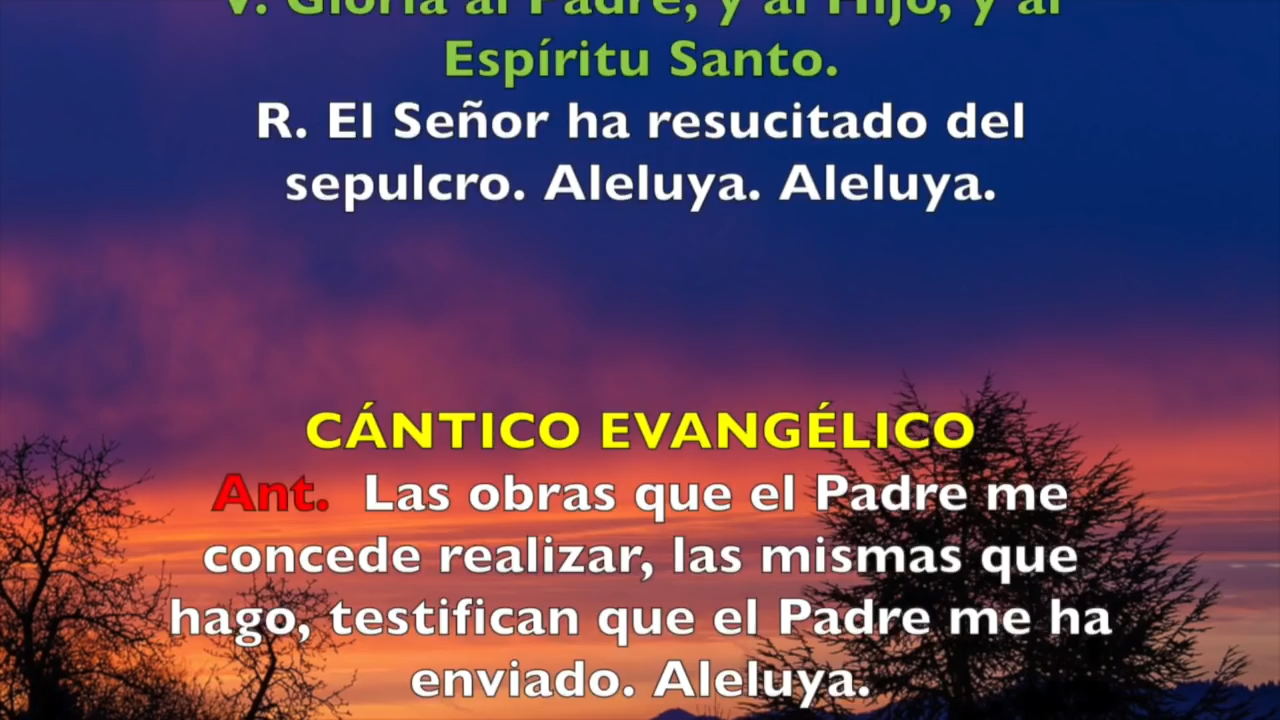 V. Gloria al Padre, y al Hijo, y al
Espíritu Santo.
R. El Señor ha resucitado del
sepulcro. Aleluya. Aleluya.
CÁNTICO EVANGÉLICO
Ant. Las obras que el Padre me
concede realizar, las mismas que
hago, testifican que el Padre me ha
enviado. Aleluya.